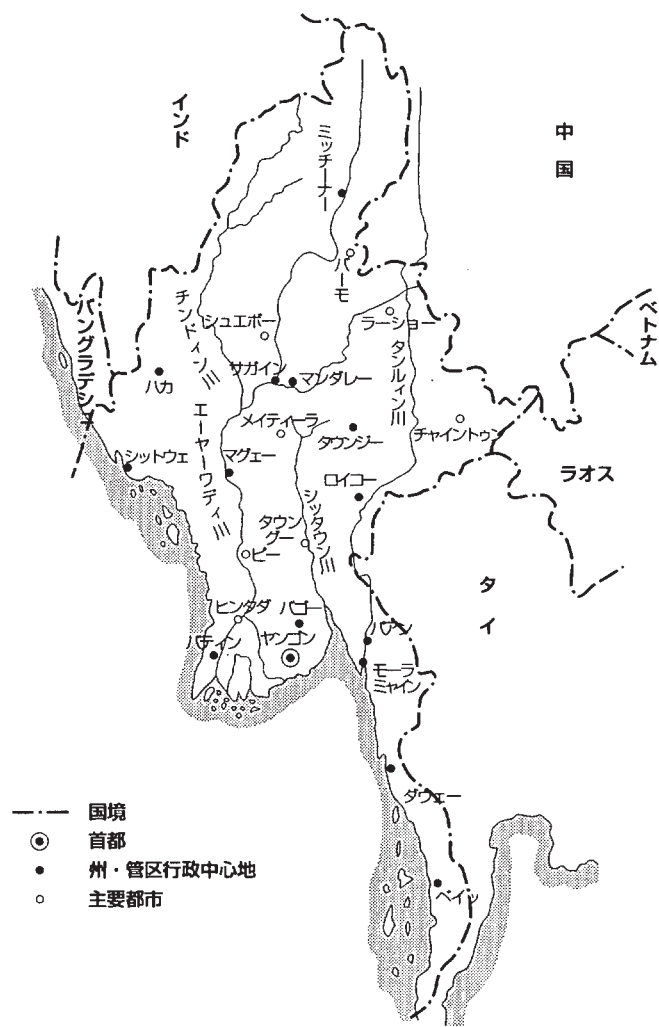 インド
中国
ミッチーナー
バーモ
バングラデシュ
チンドィン川
シュエボー
ラーショー
ベトナム
ハカ
サガイン
マンダレー
タンルィン川
エーヤーワディ川
メイティーラ
タウンジー
チャイントゥン
シットウェ
マグェー
ロイコー
ラオス
シッタウン川
タウン
グー
ピー
タイ
ヒンタダ
バゴー
パテイン
ヤンゴン
パアン
モーラ
ミャイン
ダウェー
ベイッ
国境
首都
州・管区行政中心地
主要都市